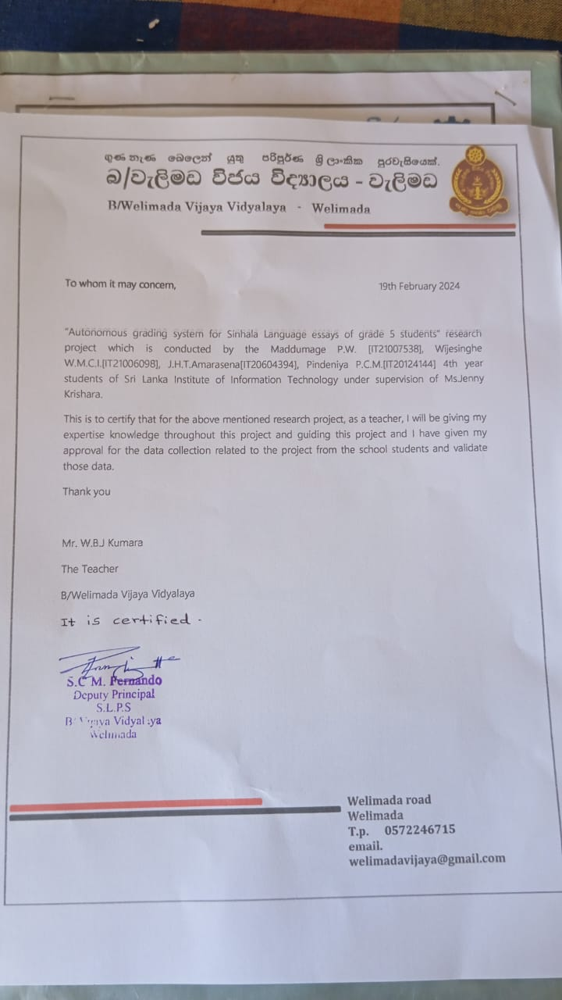 ගුණ නැණ බෙලෙන් යුතු පරිපූර්ණ ශ්‍රී ලාංකික පුරවැසියෙක්.
බ/වැලිමඩ විජය විද්‍යාලය - වැලිමඩ
B/Welimada Vijaya Vidyalaya - Welimada
To whom it may concern,
19th February 2024
"Autonomous grading system for Sinhala Language essays of grade 5 students" research
project which is conducted by the Maddumage P.W. [IT21007538], Wijesinghe
W.M.C.I.[IT21006098], J.H.T.Amarasena[IT20604394], Pindeniya P.C.M.[IT20124144] 4th year
students of Sri Lanka Institute of Information Technology under supervision of Ms.Jenny
Krishara.
This is to certify that for the above mentioned research project, as a teacher, I will be giving my
expertise knowledge throughout this project and guiding this project and I have given my
approval for the data collection related to the project from the school students and validate
those data.
Thank you
Mr. W.B.J Kumara
The Teacher
B/Welimada Vijaya Vidyalaya
It is certified -
S.C M. Fernando
Deputy Principal
S.L.P.S
B/ Vijaya Vidyalaya
Welimada
Welimada road
Welimada
T.p. 0572246715
email.
welimadavijaya@gmail.com